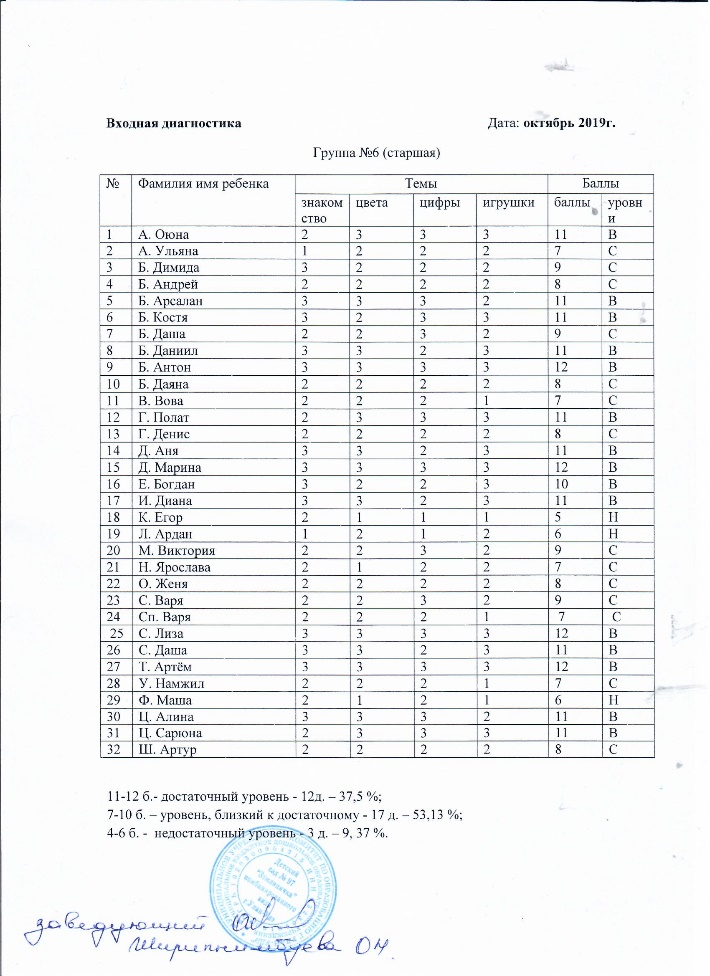 Входная диагностика Дата: октябрь 2019г.
Группа №6 (старшая)
№ Фамилия имя ребенка Темы Баллы
знаком цвета цифры игрушки баллы уровн
ство и
1 А. Оюна 2 3 3 3 11 В
2 А. Ульяна 1 2 2 2 7 С
3 Б. Димида 3 2 2 2 9 С
4 Б. Андрей 2 2 2 2 8 С
5 Б. Арсалан 3 3 3 2 11 В
6 Б. Костя 3 2 3 3 11 В
7 Б. Даша 2 2 3 2 9 С
8 Б. Даниил 3 3 2 3 11 В
9 Б. Антон 3 3 3 3 12 В
10 Б. Даяна 2 2 2 2 8 С
11 В. Вова 2 2 2 1 7 С
12 Г. Полат 2 3 3 3 11 В
13 Г. Денис 2 2 2 2 8 С
14 Д. Аня 3 3 2 3 11 В
15 Д. Марина 3 3 3 3 12 В
16 Е. Богдан 3 2 2 3 10 В
17 И. Диана 3 3 2 3 11 В
18 К. Егор 2 1 1 1 5 Н
19 Л. Ардан 1 2 1 2 6 Н
20 М. Виктория 2 2 3 2 9 С
21 Н. Ярослава 2 1 2 2 7 С
22 О. Женя 2 2 2 2 8 С
23 С. Варя 2 2 3 2 9 С
24 Сп. Варя 2 2 2 1 7 С
25 С. Лиза 3 3 3 3 12 В
26 С. Даша 3 3 2 3 11 В
27 Т. Артём 3 3 3 3 12 В
28 У. Намжил 2 2 2 1 7 С
29 Ф. Маша 2 1 2 1 6 Н
30 Ц. Алина 3 3 3 2 11 В
31 Ц. Сарюна 2 3 3 3 11 В
32 Ш. Артур 2 2 2 2 8 С
11-12 б.- достаточный уровень - 12д. – 37,5 %;
7-10 б. – уровень, близкий к достаточному - 17 д. – 53,13 %;
4-6 б. - недостаточный уровень - 3 д. – 9, 37 %.
Детский
сад № 97
заведующий